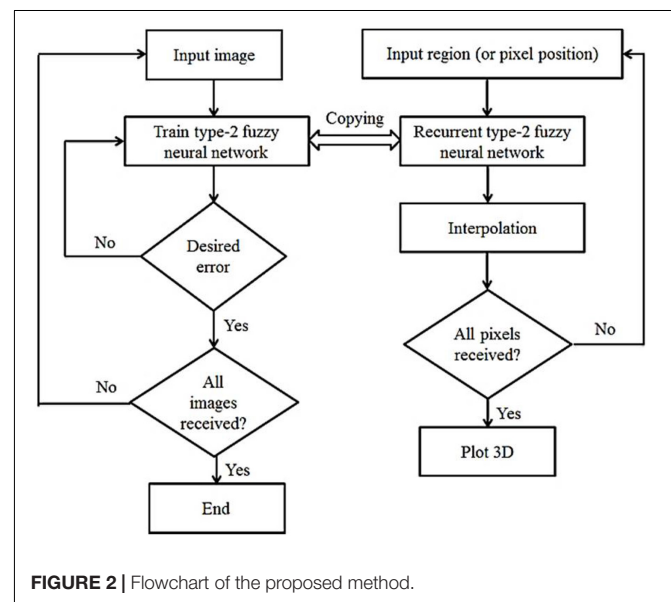 Input image
Train type-2 fuzzy
neural network
No
Desired
error
Yes
No
All
images
received?
Yes
End
Copying
Input region (or pixel position)
Recurrent type-2 fuzzy
neural network
Interpolation
All pixels
received?
No
Yes
Plot 3D
FIGURE 2 | Flowchart of the proposed method.